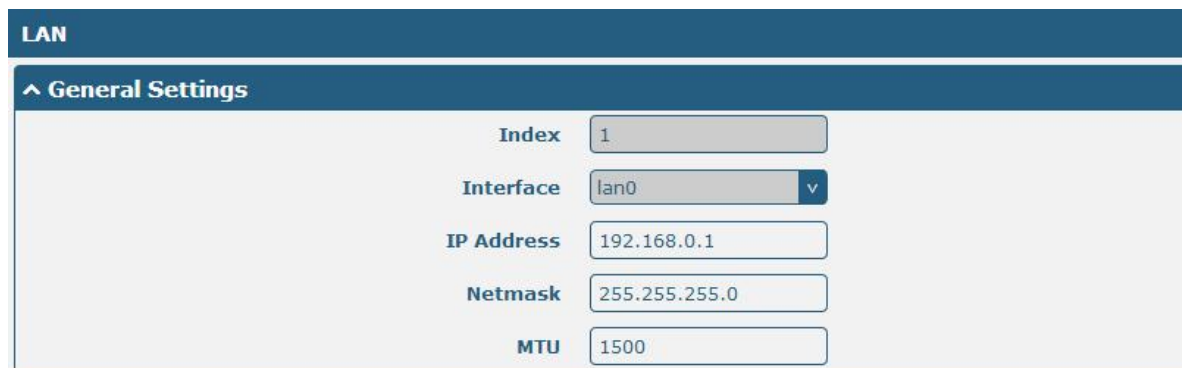 LAN
General Settings
Index 1
Interface lan0 v
IP Address 192.168.0.1
Netmask 255.255.255.0
MTU 1500